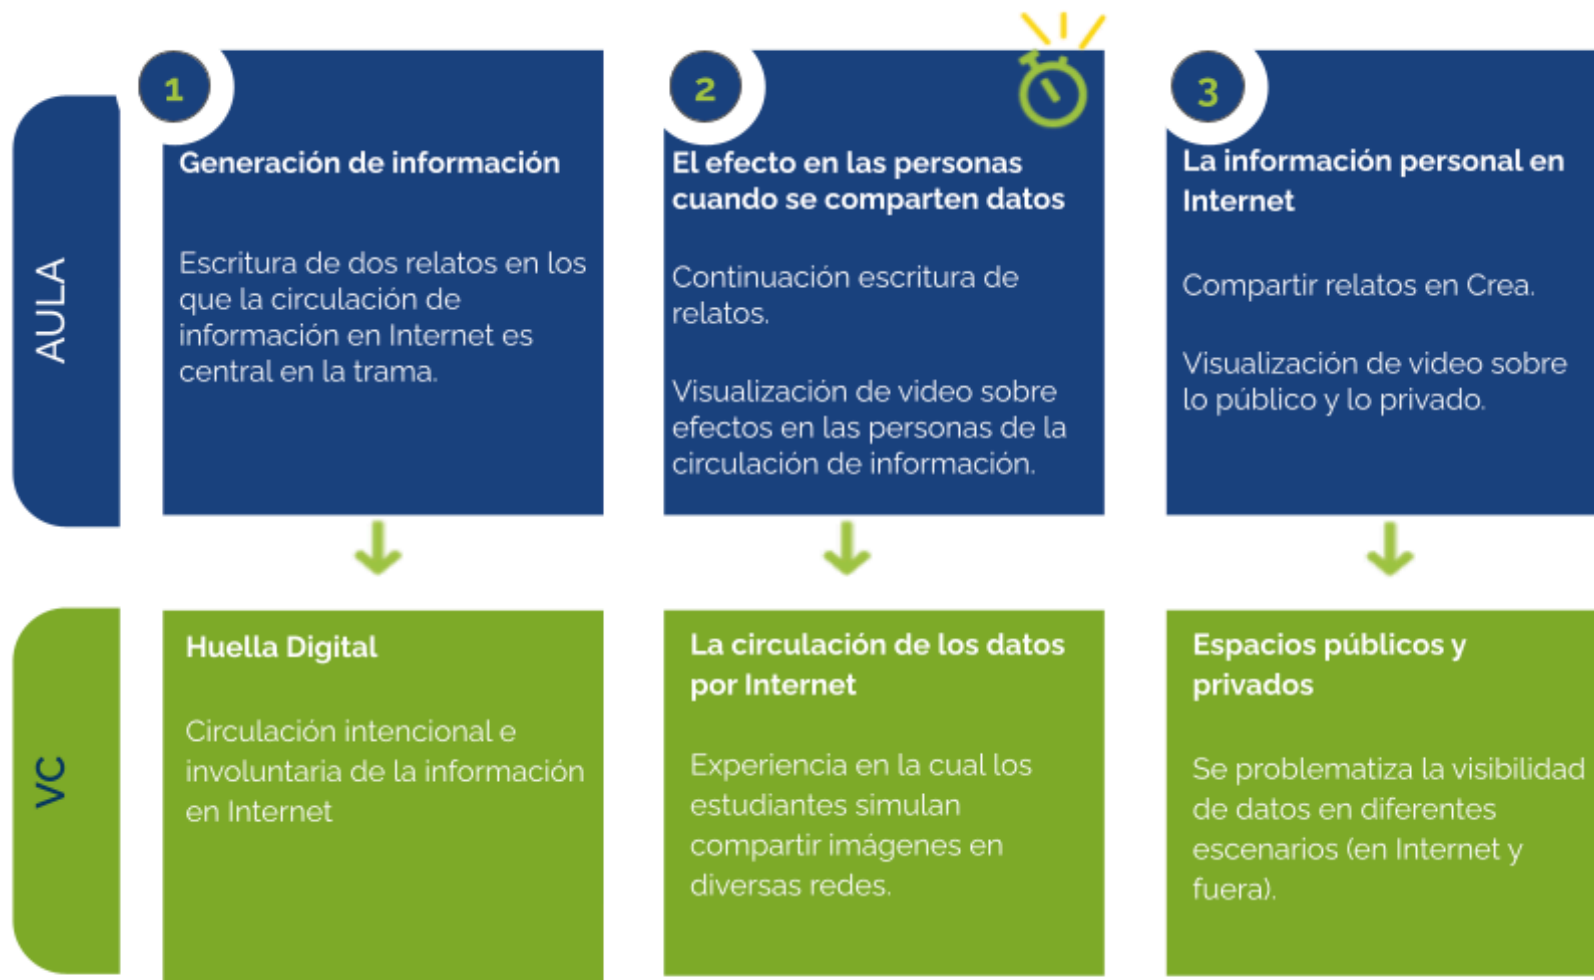 AULA
1
Generación de información
Escritura de dos relatos en los
que la circulación de
información en Internet es
central en la trama.
2
El efecto en las personas
cuando se comparten datos
Continuación escritura de
relatos.
Visualización de video sobre
efectos en las personas de la
circulación de información.
3
La información personal en
Internet
Compartir relatos en Crea.
Visualización de video sobre
lo público y lo privado.
VC
Huella Digital
Circulación intencional e
involuntaria de la información
en Internet
La circulación de los datos
por Internet
Experiencia en la cual los
estudiantes simulan
compartir imágenes en
diversas redes.
Espacios públicos y
privados
Se problematiza la visibilidad
de datos en diferentes
escenarios (en Internet y
fuera).